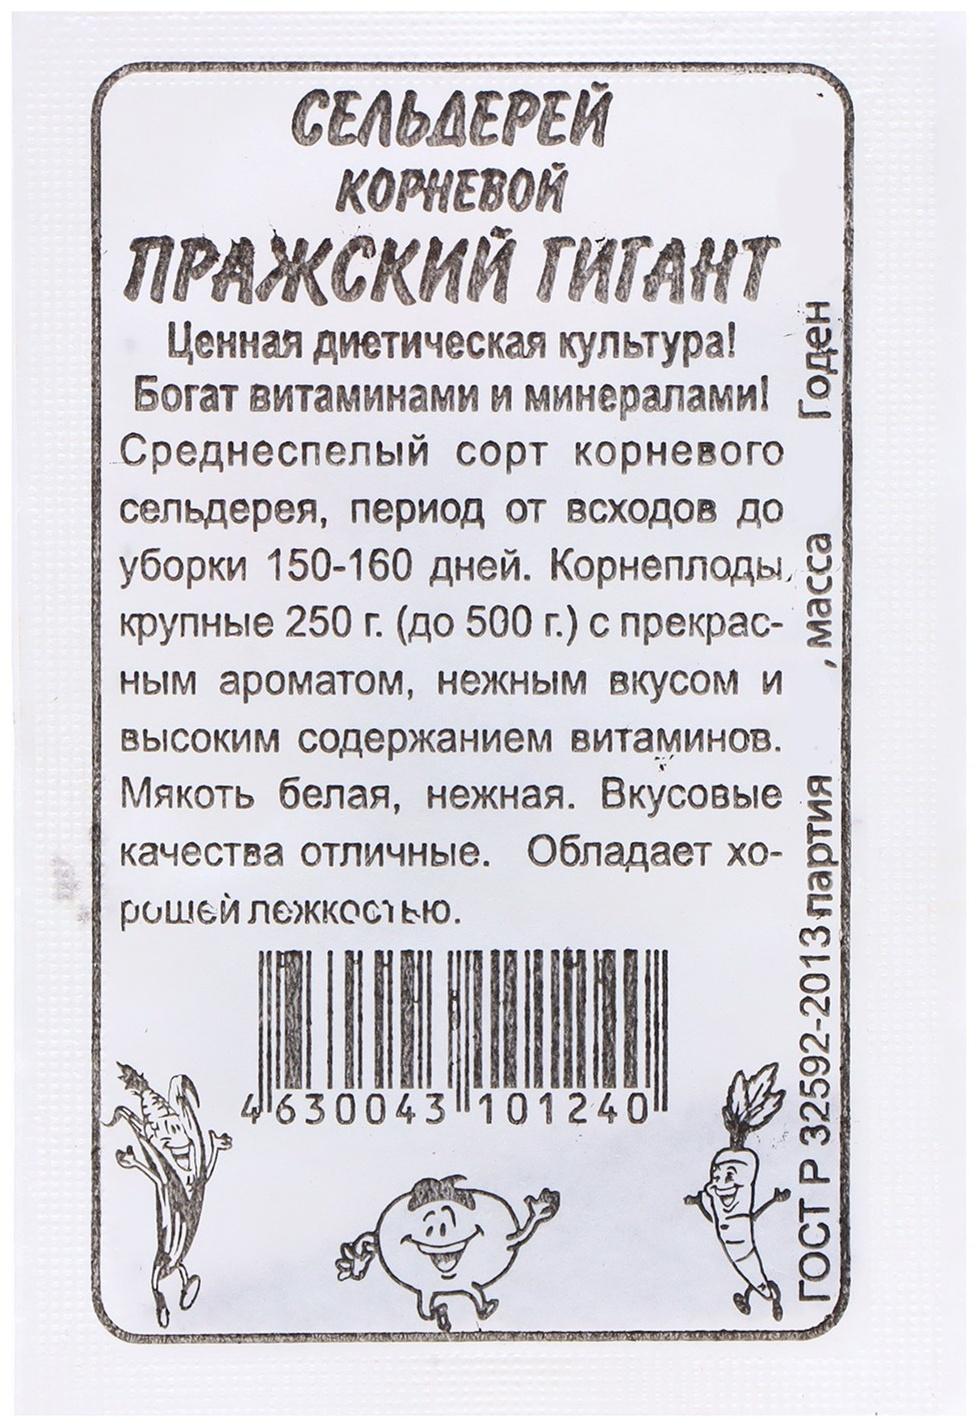 СЕЛЬДЕРЕЙ
КОРНЕВОЙ
ПРАЖСКИЙ ГИГАНТ
Ценная диетическая культура!
Богат витаминами и минералами!
Среднеспелый сорт корневого
сельдерея, период от всходов до
уборки 150-160 дней. Корнеплоды
крупные 250 г. (до 500 г.) с прекрас-
ным ароматом, нежным вкусом и
высоким содержанием витаминов.
Мякоть белая, нежная. Вкусовые
качества отличные. Обладает хо-
рошей лежкостью.
4 630043 101240
ГОСТ Р 32592-2013 партия , масса Годен